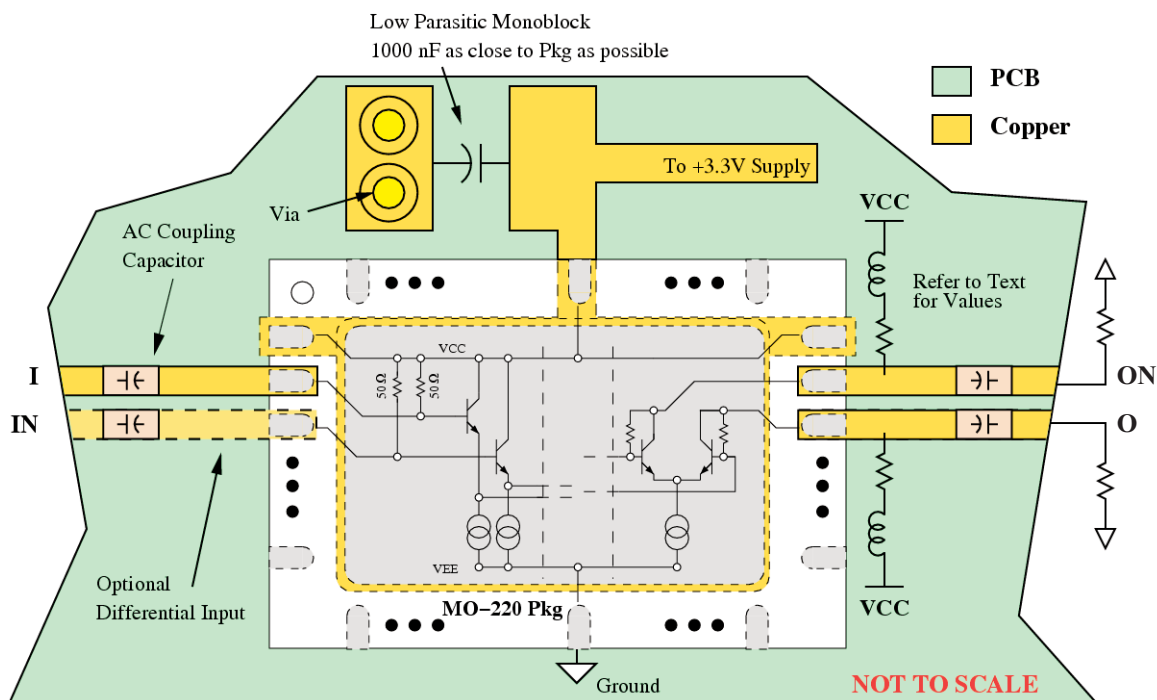 Low Parasitic Monoblock
1000 nF as close to Pkg as possible
PCB
Copper
To +3.3V Supply
Via
VCC
AC Coupling
Capacitor
Refer to Text
for Values
VCC
50Ω
50Ω
I
ON
IN
O
VEE
Optional
Differential Input
MO−220 Pkg
VCC
Ground
NOT TO SCALE